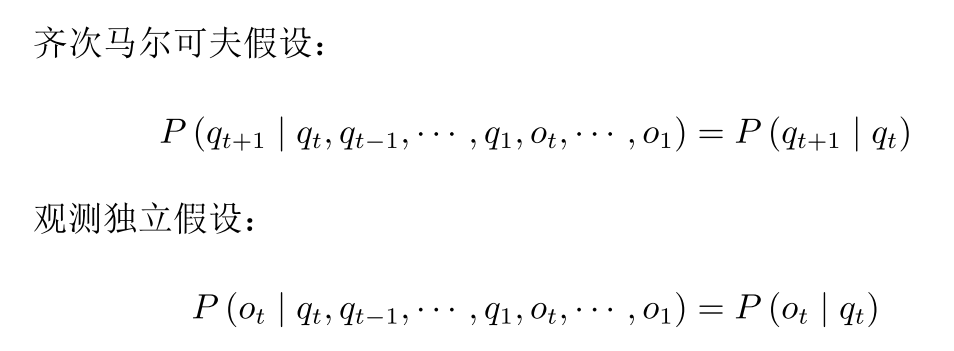 齐次马尔可夫假设：
P(q_{t+1} | q_t, q_{t-1}, ⋯, q_1, o_t, ⋯, o_1) = P(q_{t+1} | q_t)
观测独立假设：
P(o_t | q_t, q_{t-1}, ⋯, q_1, o_t, ⋯, o_1) = P(o_t | q_t)